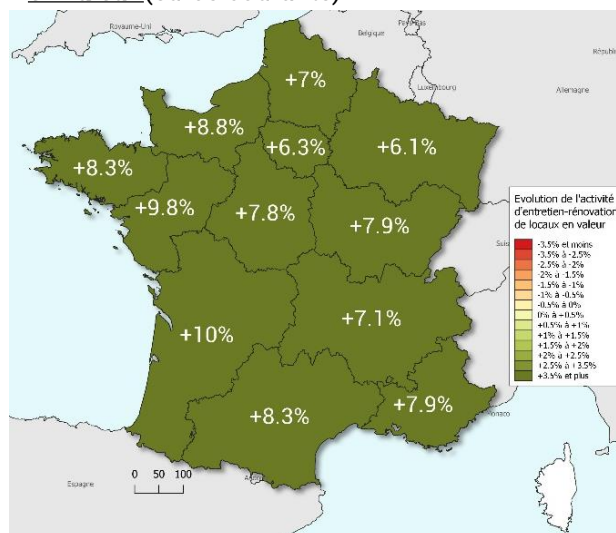 Royaume-Uni
Belgique
Pays-Bas
Luxembourg
Allemagne
+7%
+8.8%
+6.3%
+6.1%
+8.3%
+9.8%
+7.8%
+7.9%
Evolution de l'activité
d'entretien-rénovation
de locaux en valeur
-3.5% et moins
-3.5% à -2.5%
-2.5% à -2%
-2% à -1.5%
-1.5% à -1%
-1% à -0.5%
-0.5% à 0%
0% à +0.5%
+0.5% à +1%
+1% à +1.5%
+1.5% à +2%
+2% à +2.5%
+2.5% à +3.5%
+3.5% et plus
+7.1%
+10%
+8.3%
+7.9%
0 50 100
Espagne